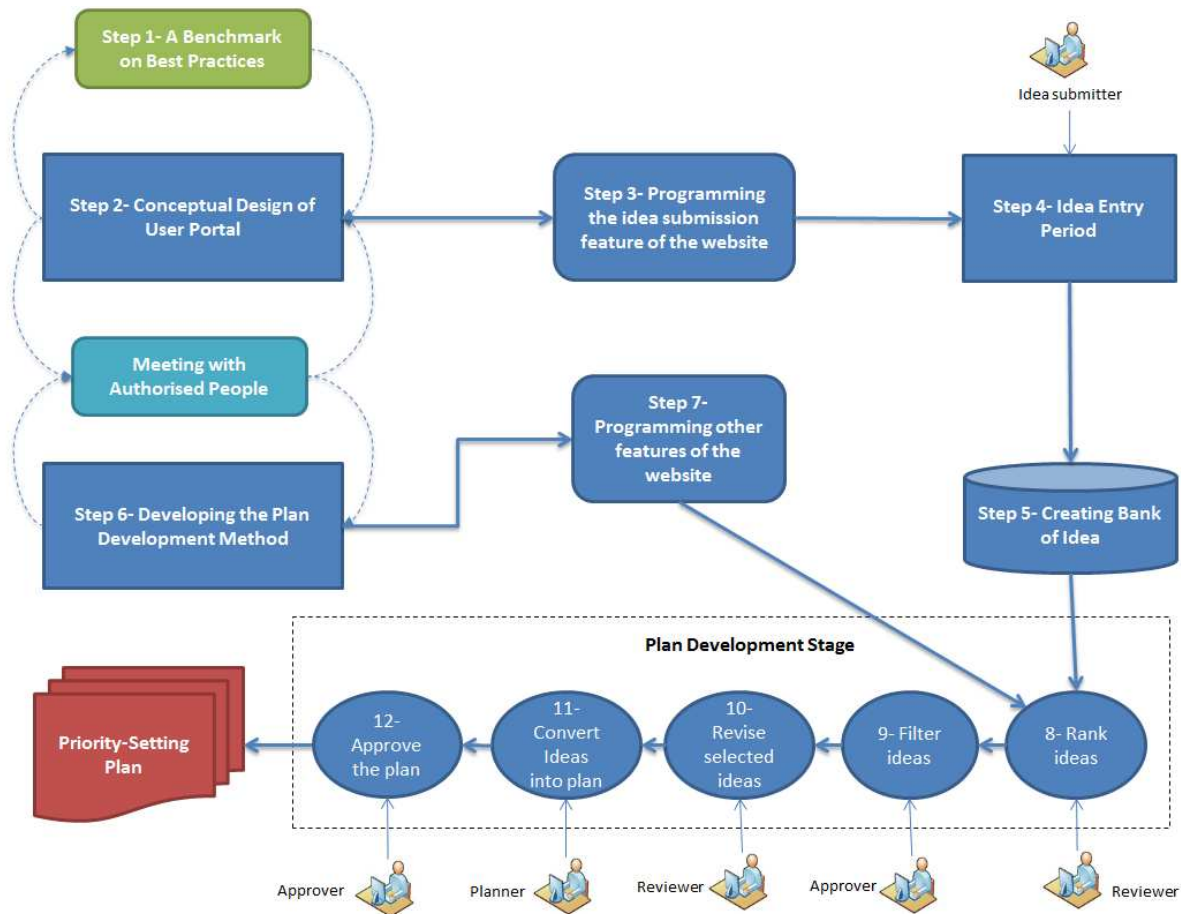 Step 1- A Benchmark
on Best Practices
Idea submitter
Step 2- Conceptual Design of
User Portal
Step 3- Programming
the idea submission
feature of the website
Step 4- Idea Entry
Period
Meeting with
Authorised People
Step 7-
Programming other
features of the
website
Step 6- Developing the Plan
Development Method
Step 5- Creating Bank
of Idea
Plan Development Stage
Priority-Setting
Plan
12-
Approve
the plan
11-
Convert
Ideas
into plan
10-
Revise
selected
ideas
9- Filter
ideas
8- Rank
ideas
Approver
Planner
Reviewer
Approver
Reviewer